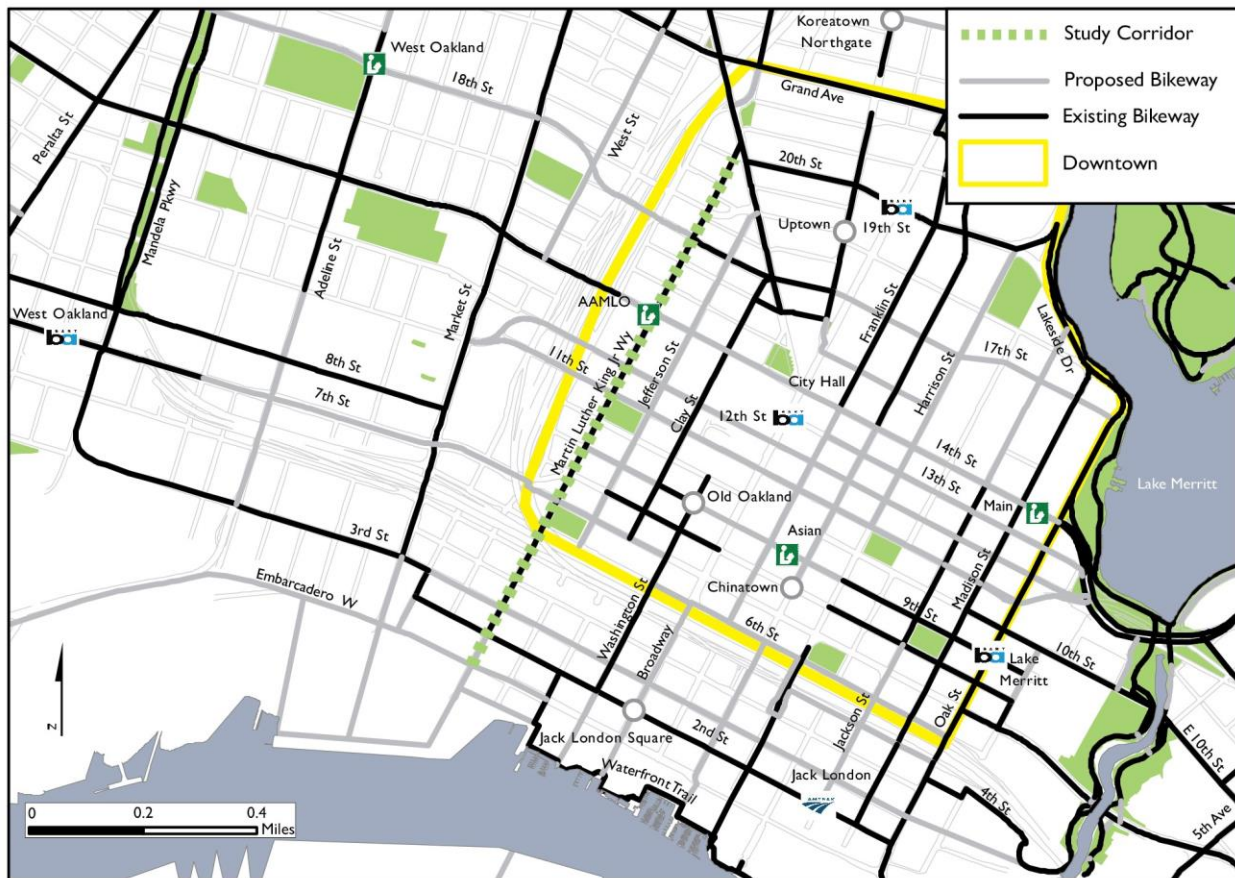 Koreatown
Northgate
Study Corridor
Proposed Bikeway
Existing Bikeway
Downtown
West Oakland
18th St
West St
Grand Ave
Peralta St
Mandela Pkwy
Adeline St
Market St
20th St
Uptown
19th St
Franklin St
Lakeside Dr
AAMLO
West Oakland
8th St
7th St
11th St
Martin Luther King Jr Wy
Jefferson St
Clay St
City Hall
12th St
Harrison St
17th St
14th St
13th St
Main
Lake Merritt
Old Oakland
Asian
Chinatown
Madison St
9th St
10th St
Lake
Merritt
3rd St
Embarcadero W
Washington St
Broadway
6th St
Jackson St
Oak St
E 10th St
5th Ave
4th St
2nd St
Jack London Square
Jack London
Waterfront Trail
AMTRAK
N
0 0.2 0.4
Miles